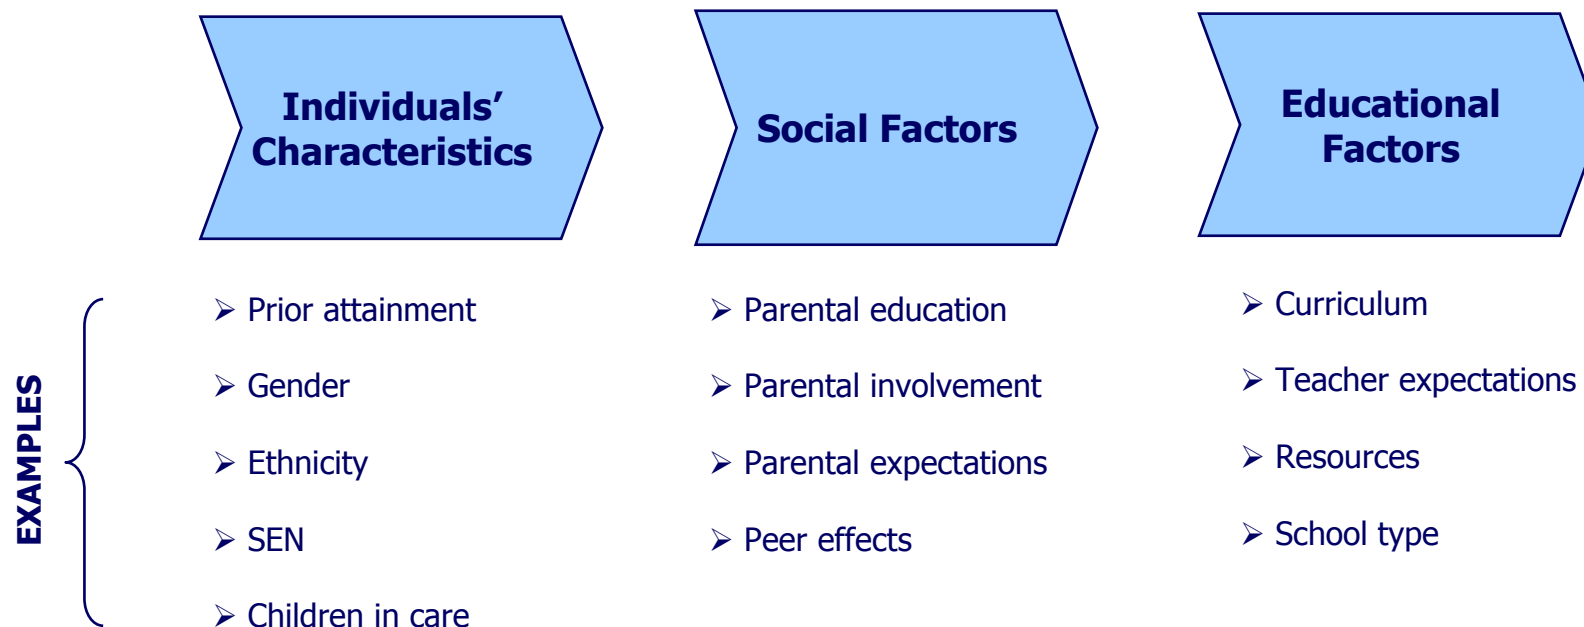 Individuals’
Characteristics
Social Factors
Educational
Factors
EXAMPLES
➢ Prior attainment
➢ Gender
➢ Ethnicity
➢ SEN
➢ Children in care
➢ Parental education
➢ Parental involvement
➢ Parental expectations
➢ Peer effects
➢ Curriculum
➢ Teacher expectations
➢ Resources
➢ School type